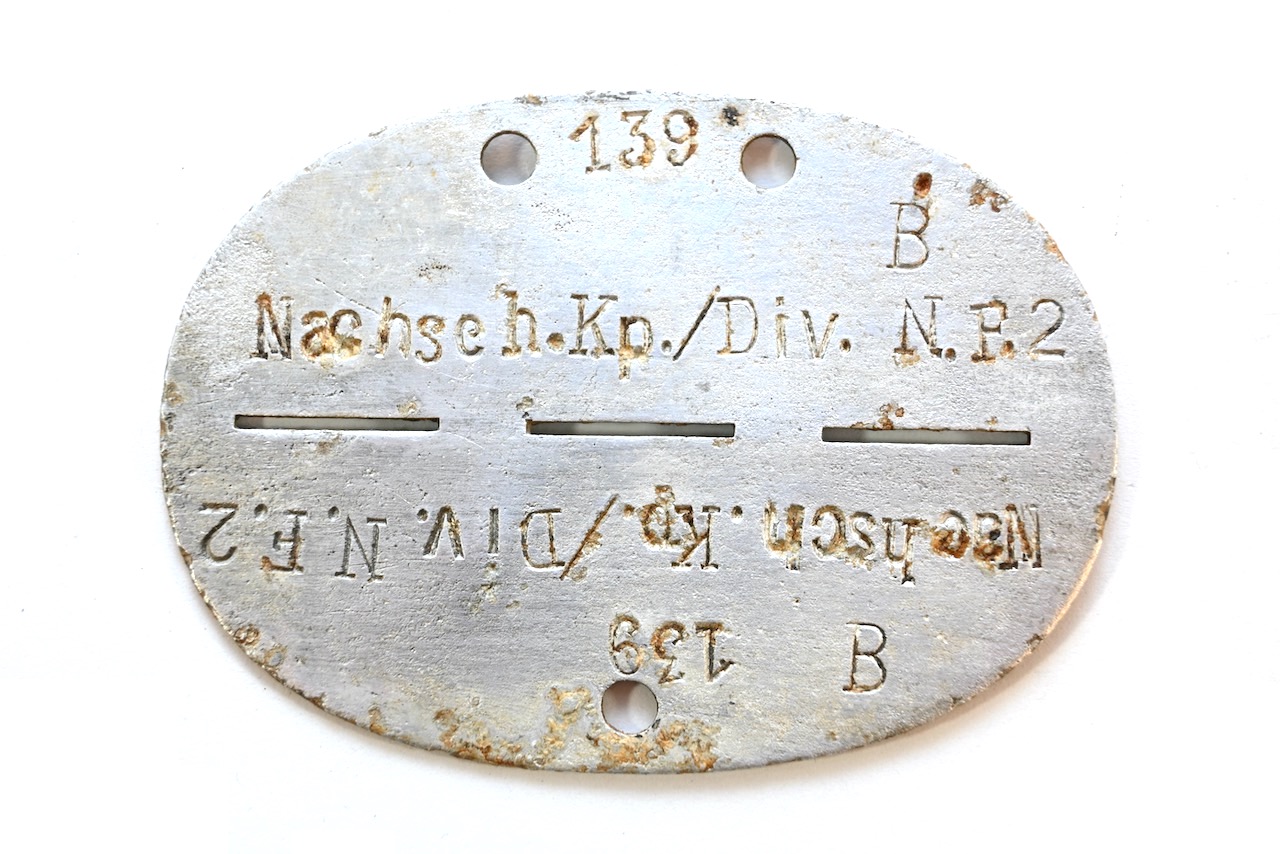 139
B
Nachsch.Kp./Div. N.F.2
Nachsch.Kp./Div.N.F.2
139
B